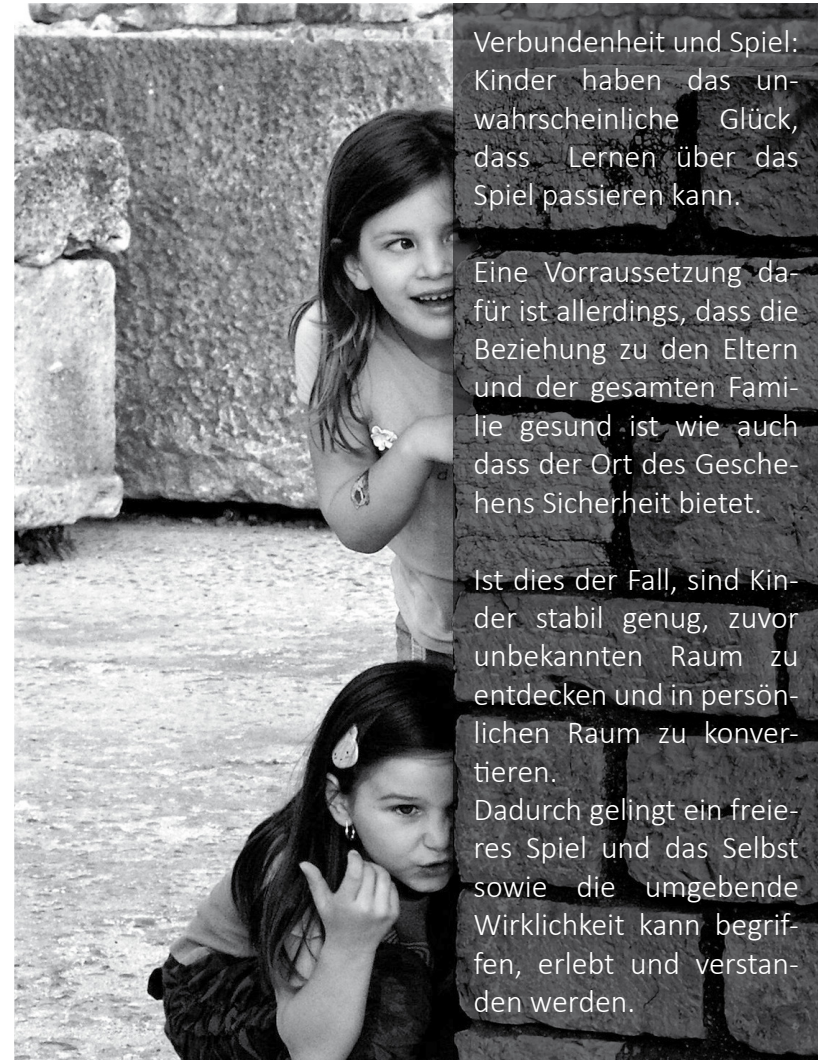 Verbundenheit und Spiel:
Kinder haben das un-
wahrscheinliche Glück,
dass Lernen über das
Spiel passieren kann.
Eine Vorraussetzung da-
für ist allerdings, dass die
Beziehung zu den Eltern
und der gesamten Fami-
lie gesund ist wie auch
dass der Ort des Gesche-
hens Sicherheit bietet.
Ist dies der Fall, sind Kin-
der stabil genug, zuvor
unbekannten Raum zu
entdecken und in persön-
lichen Raum zu konver-
tieren.
Dadurch gelingt ein freie-
res Spiel und das Selbst
sowie die umgebende
Wirklichkeit kann begrif-
fen, erlebt und verstan-
den werden.